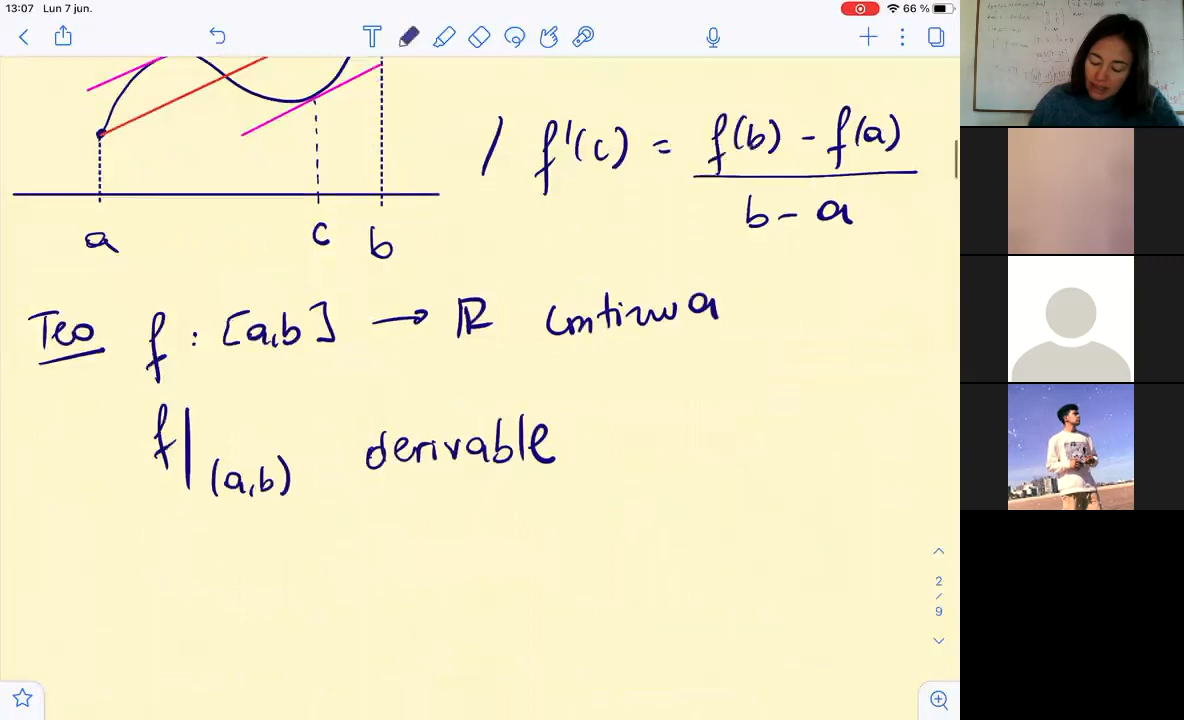 13:07 Lun 7 jun.
66 %
/ f'(c) = f(b) - f(a)
b - a
a c b
Teo f : [a,b] → ℝ continua
f|(a,b) derivable
2
/
9